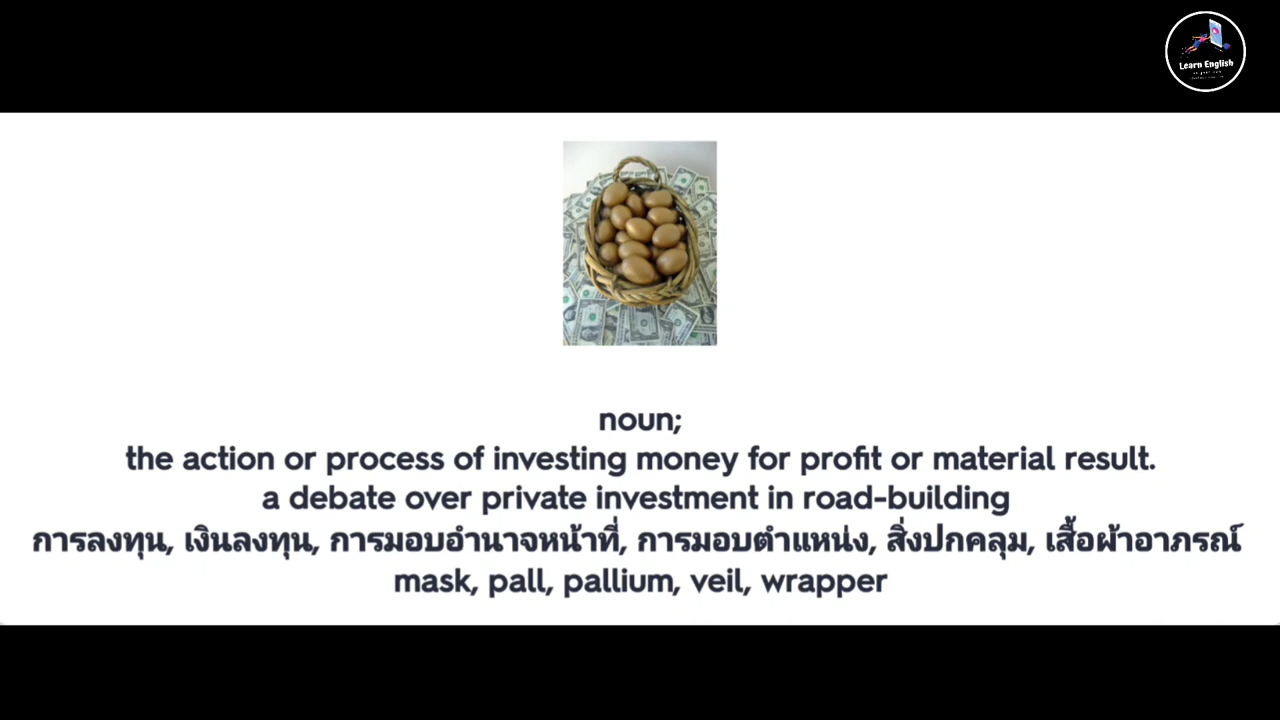 Learn English
noun;
the action or process of investing money for profit or material result.
a debate over private investment in road-building
การลงทุน, เงินลงทุน, การมอบอำนาจหน้าที่, การมอบตำแหน่ง, สิ่งปกคลุม, เสื้อผ้าอาภรณ์
mask, pall, pallium, veil, wrapper